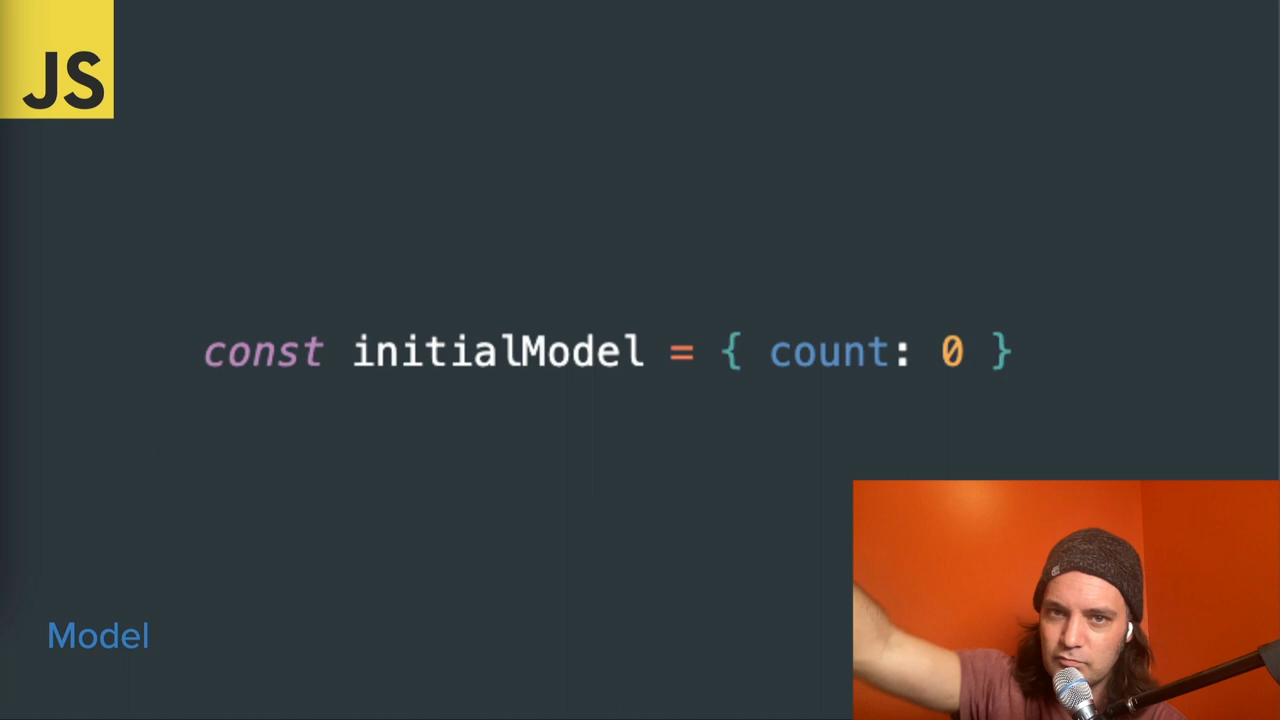 JS
const initialModel = { count: 0 }
Model